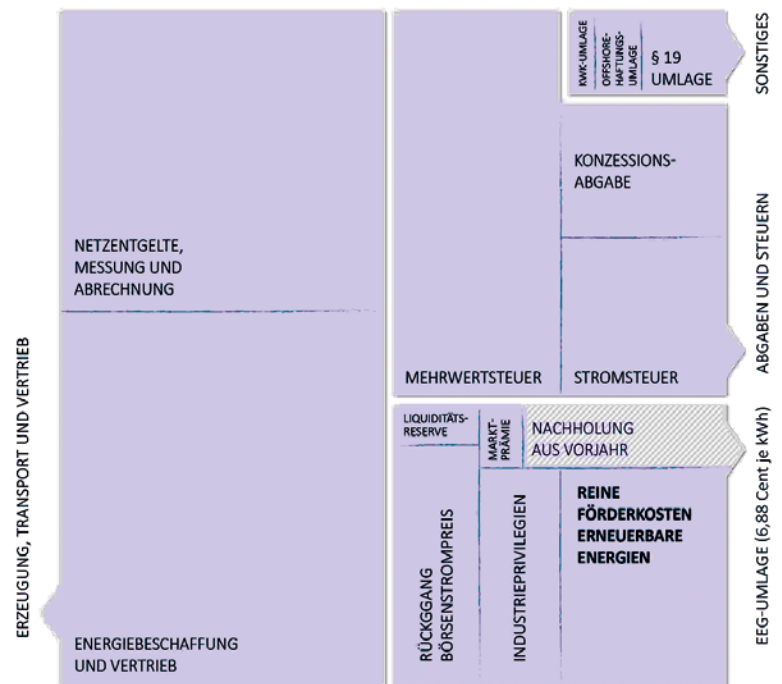 ERZEUGUNG, TRANSPORT UND VERTRIEB
NETZENTGELTE,
MESSUNG UND
ABRECHNUNG
ENERGIEBESCHAFFUNG
UND VERTRIEB
KWK-UMLAGE
OFFSHORE-
HAFTUNGS-
UMLAGE
§ 19
UMLAGE
SONSTIGES
KONZESSIONS-
ABGABE
MEHRWERTSTEUER
STROMSTEUER
ABGABEN UND STEUERN
LIQUIDITÄTS-
RESERVE
MARKT-
PRÄMIE
NACHHOLUNG
AUS VORJAHR
RÜCKGGANG
BÖRSENSTROMPREIS
INDUSTRIEPRIVILEGIEN
REINE
FÖRDERKOSTEN
ERNEUERBARE
ENERGIEN
EEG-UMLAGE (6,88 Cent je kWh)